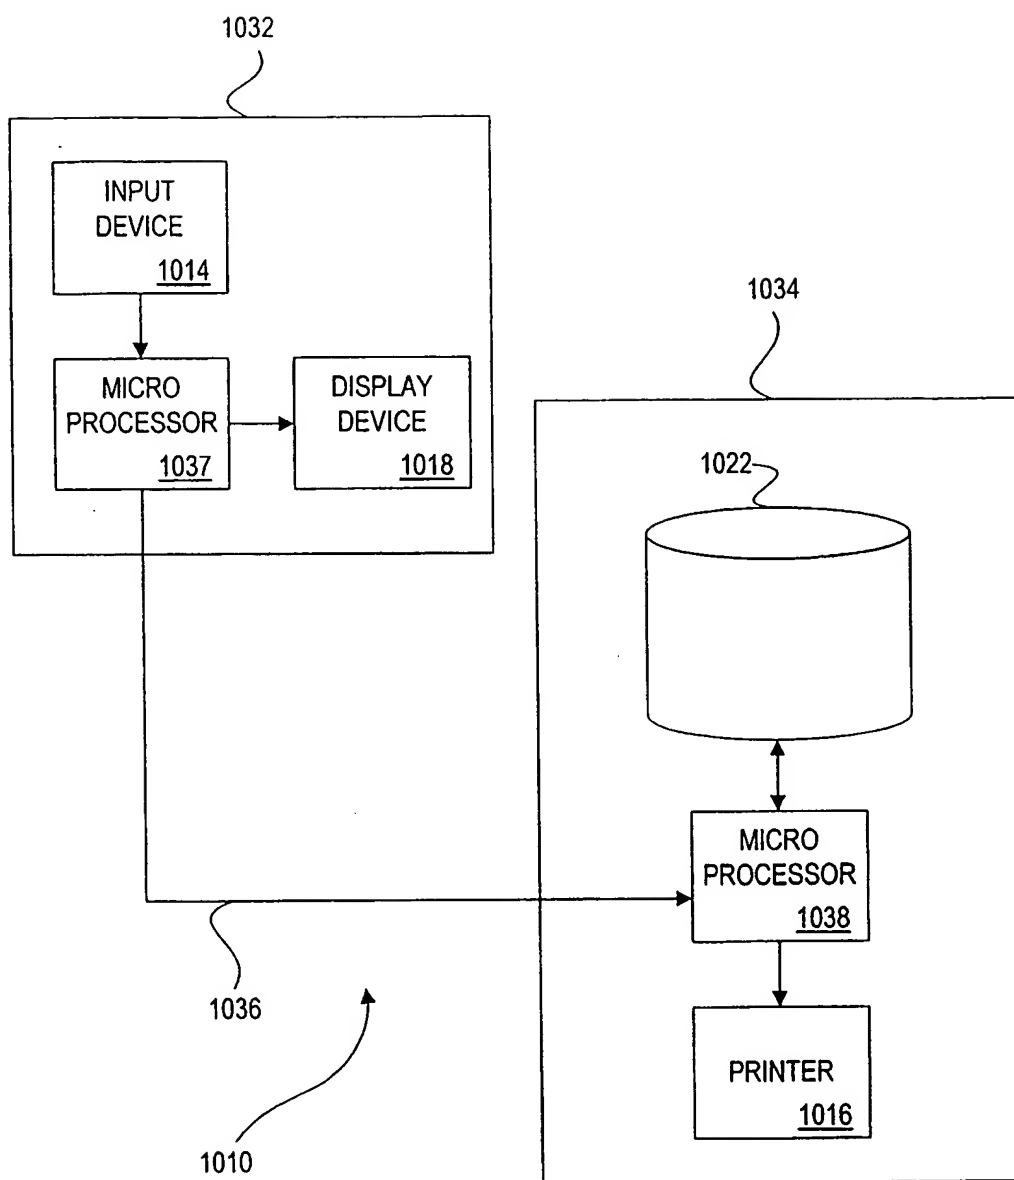 1032
INPUT
DEVICE
1014
1034
MICRO
PROCESSOR
1037
DISPLAY
DEVICE
1018
1022
MICRO
PROCESSOR
1038
1036
PRINTER
1016
1010